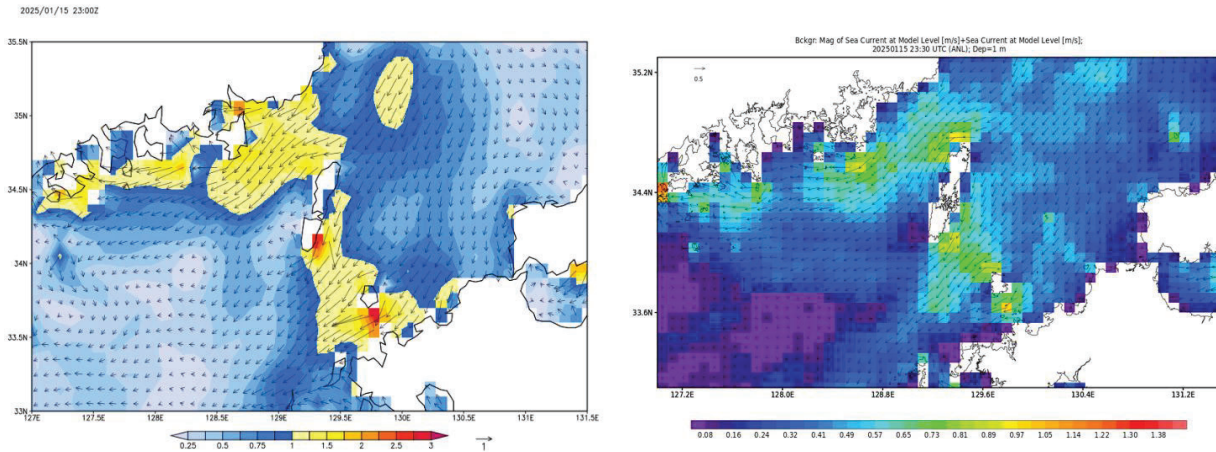 2025/01/15 23:00Z
35.5N
35N
34.5N
34N
33.5N
33N
127E
127.5E
128E
128.5E
129E
129.5E
130E
130.5E
131E
131.5E
0.25 0.5 0.75 1 1.5 2 2.5 3
1
Bckgr: Mag of Sea Current at Model Level [m/s]+Sea Current at Model Level [m/s];
20250115 23:30 UTC (ANL); Dep=1 m
0.5
35.2N
34.4N
33.6N
127.2E
128E
128.8E
129.6E
130.4E
131.2E
0.08 0.16 0.24 0.32 0.41 0.49 0.57 0.65 0.73 0.81 0.89 0.97 1.05 1.14 1.22 1.30 1.38